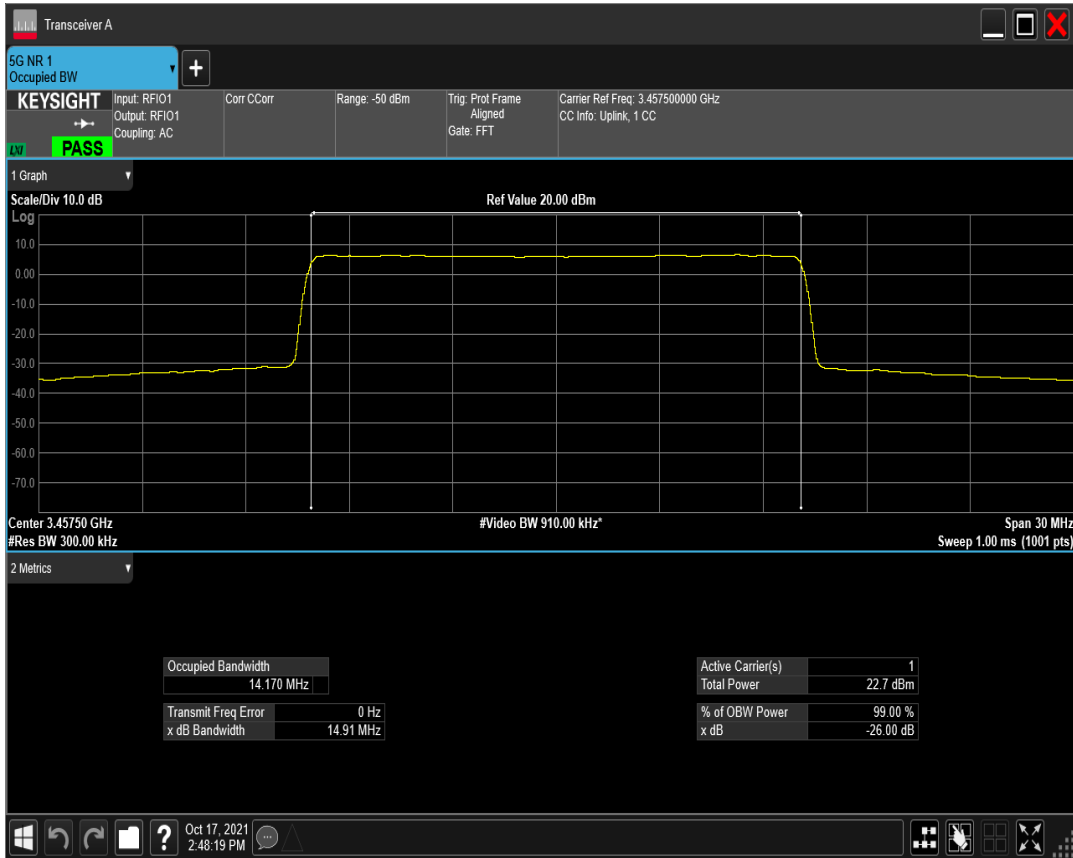 Transceiver A
5G NR 1
Occupied BW
KEYSIGHT
LXI
PASS
Input: RFIO1
Output: RFIO1
Coupling: AC
Corr CCorr
Range: -50 dBm
Trig: Prot Frame
Aligned
Gate: FFT
Carrier Ref Freq: 3.457500000 GHz
CC Info: Uplink, 1 CC
1 Graph
Scale/Div 10.0 dB
Ref Value 20.00 dBm
Log
10.0
0.00
-10.0
-20.0
-30.0
-40.0
-50.0
-60.0
-70.0
Center 3.45750 GHz
#Video BW 910.00 kHz*
Span 30 MHz
#Res BW 300.00 kHz
Sweep 1.00 ms (1001 pts)
2 Metrics
Occupied Bandwidth
14.170 MHz
Transmit Freq Error 0 Hz
x dB Bandwidth 14.91 MHz
Active Carrier(s) 1
Total Power 22.7 dBm
% of OBW Power 99.00 %
x dB -26.00 dB
?
Oct 17, 2021
2:48:19 PM